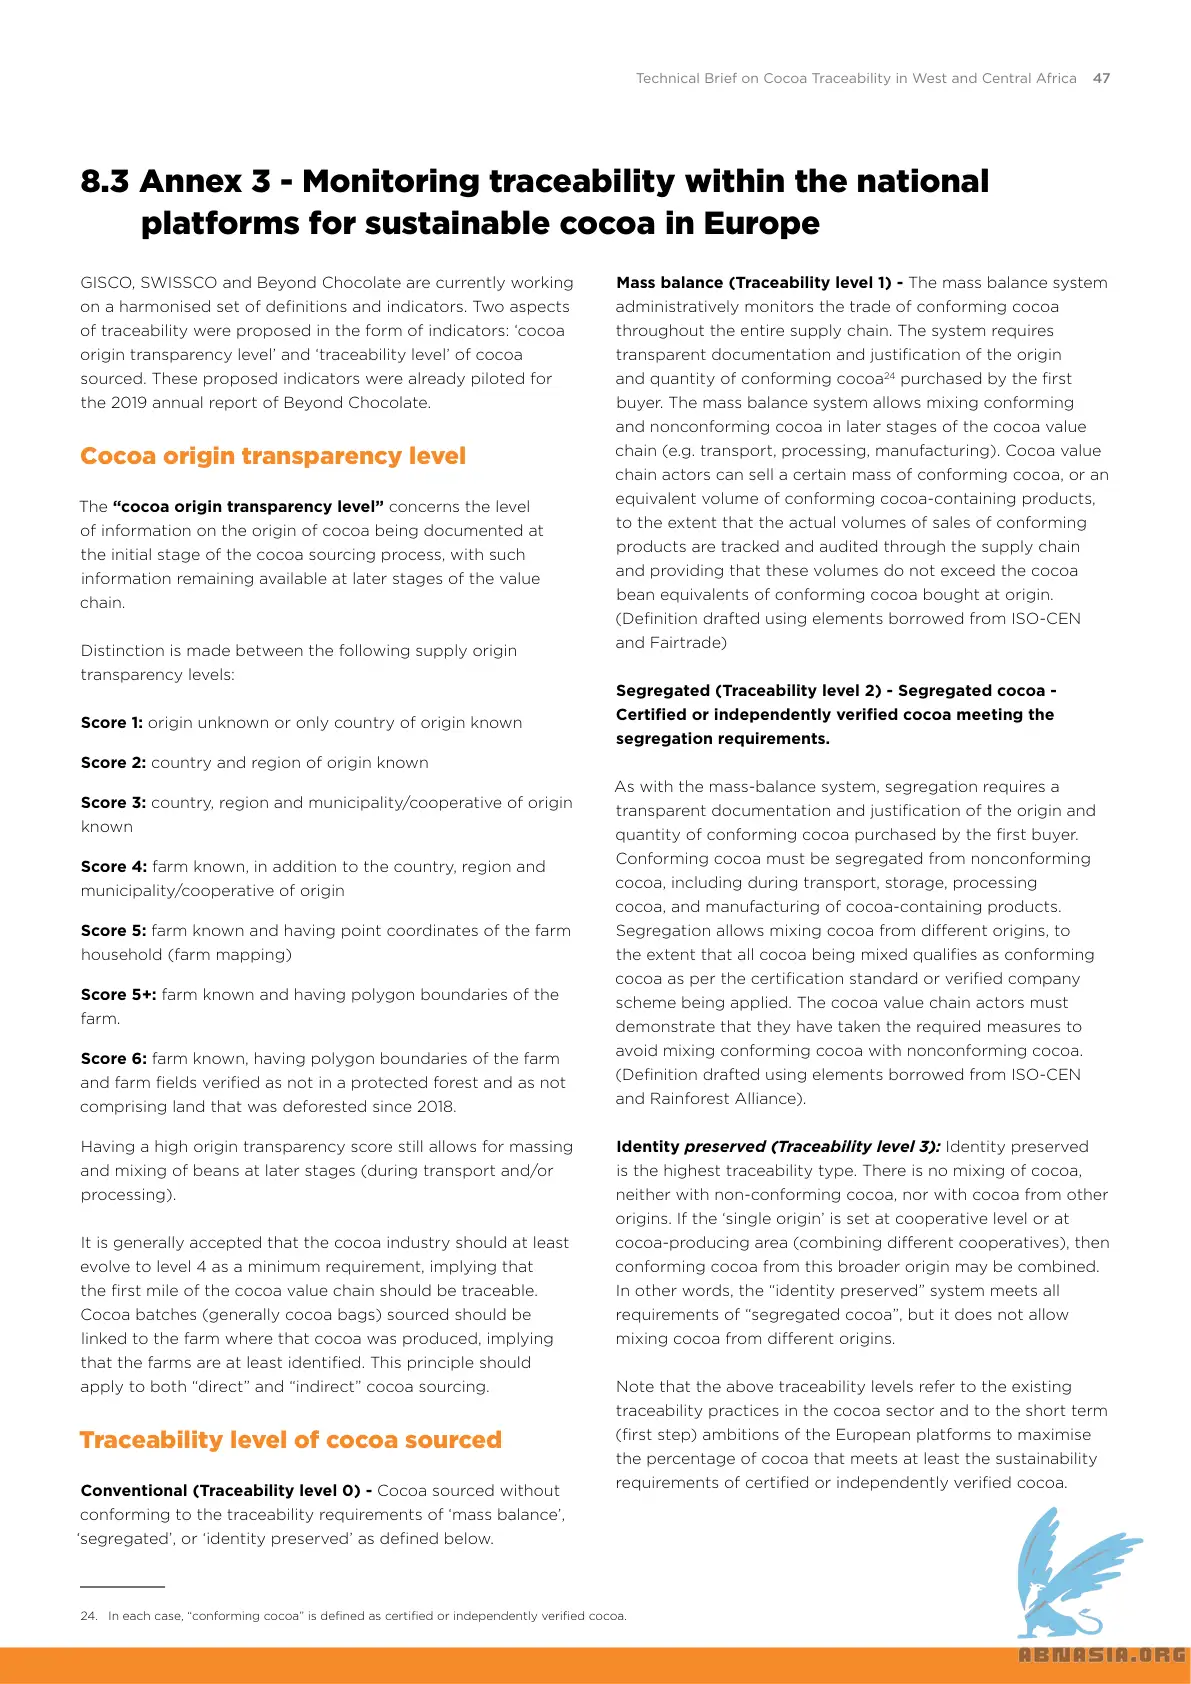 Technical Brief on Cocoa Traceability in West and Central Africa 47
8.3 Annex 3 - Monitoring traceability within the national
platforms for sustainable cocoa in Europe
GISCO, SWISSCO and Beyond Chocolate are currently working
on a harmonised set of definitions and indicators. Two aspects
of traceability were proposed in the form of indicators: ‘cocoa
origin transparency level’ and ‘traceability level’ of cocoa
sourced. These proposed indicators were already piloted for
the 2019 annual report of Beyond Chocolate.
Cocoa origin transparency level
The “cocoa origin transparency level” concerns the level
of information on the origin of cocoa being documented at
the initial stage of the cocoa sourcing process, with such
information remaining available at later stages of the value
chain.
Distinction is made between the following supply origin
transparency levels:
Score 1: origin unknown or only country of origin known
Score 2: country and region of origin known
Score 3: country, region and municipality/cooperative of origin
known
Score 4: farm known, in addition to the country, region and
municipality/cooperative of origin
Score 5: farm known and having point coordinates of the farm
household (farm mapping)
Score 5+: farm known and having polygon boundaries of the
farm.
Score 6: farm known, having polygon boundaries of the farm
and farm fields verified as not in a protected forest and as not
comprising land that was deforested since 2018.
Having a high origin transparency score still allows for massing
and mixing of beans at later stages (during transport and/or
processing).
It is generally accepted that the cocoa industry should at least
evolve to level 4 as a minimum requirement, implying that
the first mile of the cocoa value chain should be traceable.
Cocoa batches (generally cocoa bags) sourced should be
linked to the farm where that cocoa was produced, implying
that the farms are at least identified. This principle should
apply to both “direct” and “indirect” cocoa sourcing.
Traceability level of cocoa sourced
Conventional (Traceability level 0) - Cocoa sourced without
conforming to the traceability requirements of ‘mass balance’,
‘segregated’, or ‘identity preserved’ as defined below.
Mass balance (Traceability level 1) - The mass balance system
administratively monitors the trade of conforming cocoa
throughout the entire supply chain. The system requires
transparent documentation and justification of the origin
and quantity of conforming cocoa24 purchased by the first
buyer. The mass balance system allows mixing conforming
and nonconforming cocoa in later stages of the cocoa value
chain (e.g. transport, processing, manufacturing). Cocoa value
chain actors can sell a certain mass of conforming cocoa, or an
equivalent volume of conforming cocoa-containing products,
to the extent that the actual volumes of sales of conforming
products are tracked and audited through the supply chain
and providing that these volumes do not exceed the cocoa
bean equivalents of conforming cocoa bought at origin.
(Definition drafted using elements borrowed from ISO-CEN
and Fairtrade)
Segregated (Traceability level 2) - Segregated cocoa -
Certified or independently verified cocoa meeting the
segregation requirements.
As with the mass-balance system, segregation requires a
transparent documentation and justification of the origin and
quantity of conforming cocoa purchased by the first buyer.
Conforming cocoa must be segregated from nonconforming
cocoa, including during transport, storage, processing
cocoa, and manufacturing of cocoa-containing products.
Segregation allows mixing cocoa from different origins, to
the extent that all cocoa being mixed qualifies as conforming
cocoa as per the certification standard or verified company
scheme being applied. The cocoa value chain actors must
demonstrate that they have taken the required measures to
avoid mixing conforming cocoa with nonconforming cocoa.
(Definition drafted using elements borrowed from ISO-CEN
and Rainforest Alliance).
Identity preserved (Traceability level 3): Identity preserved
is the highest traceability type. There is no mixing of cocoa,
neither with non-conforming cocoa, nor with cocoa from other
origins. If the ‘single origin’ is set at cooperative level or at
cocoa-producing area (combining different cooperatives), then
conforming cocoa from this broader origin may be combined.
In other words, the “identity preserved” system meets all
requirements of “segregated cocoa”, but it does not allow
mixing cocoa from different origins.
Note that the above traceability levels refer to the existing
traceability practices in the cocoa sector and to the short term
(first step) ambitions of the European platforms to maximise
the percentage of cocoa that meets at least the sustainability
requirements of certified or independently verified cocoa.
24. In each case, “conforming cocoa” is defined as certified or independently verified cocoa.
ABNASIA.ORG